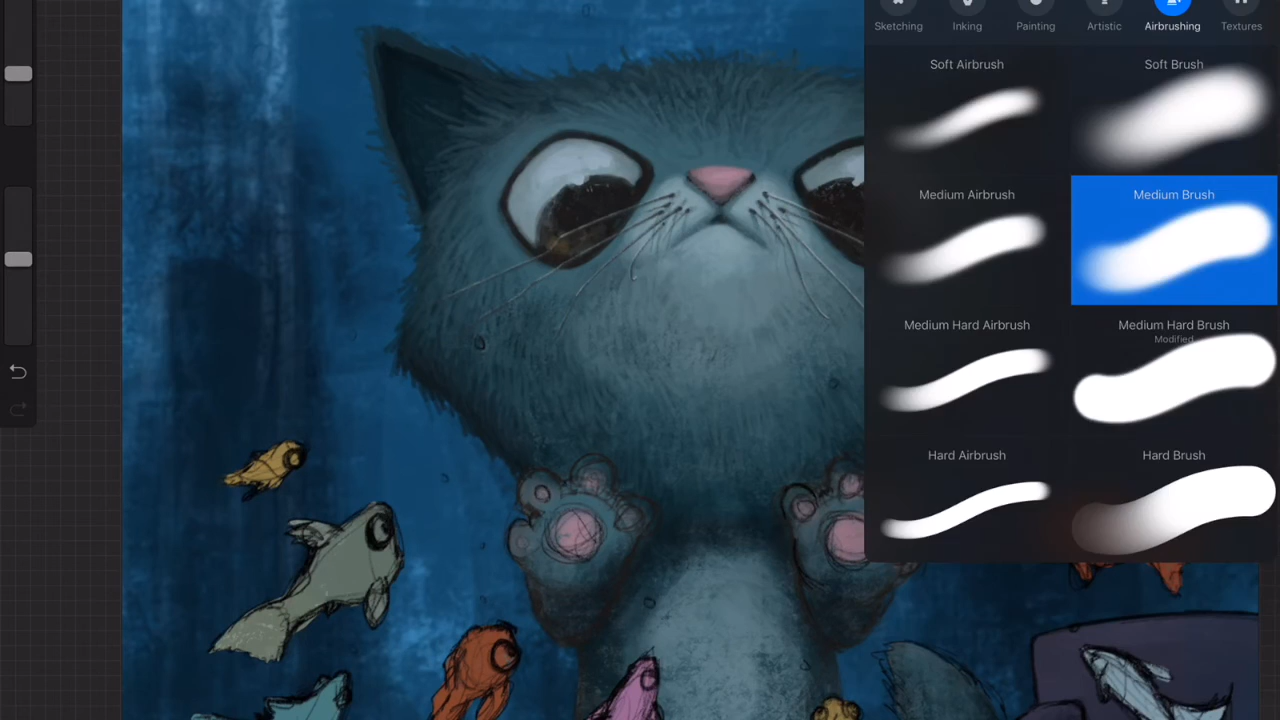 Sketching Inking Painting Artistic Airbrushing Textures
Soft Airbrush Soft Brush
Medium Airbrush Medium Brush
Medium Hard Airbrush Medium Hard Brush
Modified
Hard Airbrush Hard Brush